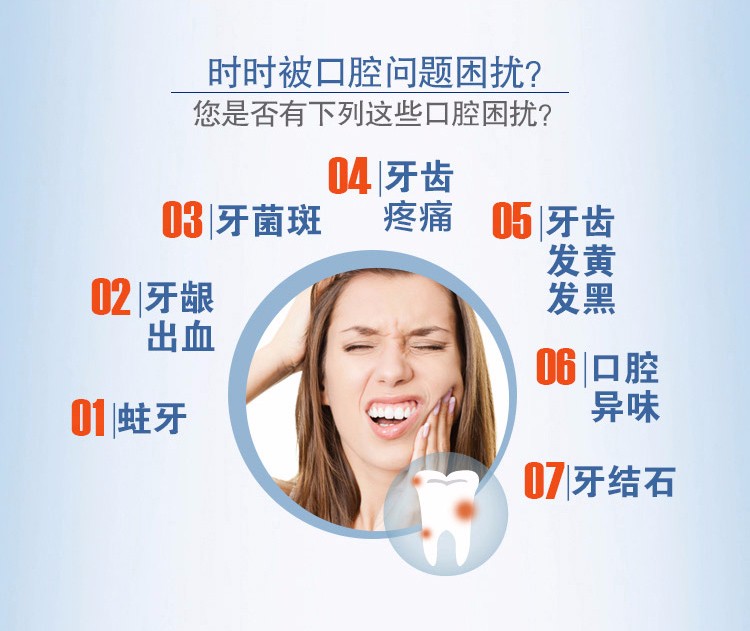 时时被口腔问题困扰?
您是否有下列这些口腔困扰?
04 牙齿
疼痛
03 牙菌斑
05 牙齿
发黄
发黑
02 牙龈
出血
06 口腔
异味
01 蛀牙
07 牙结石